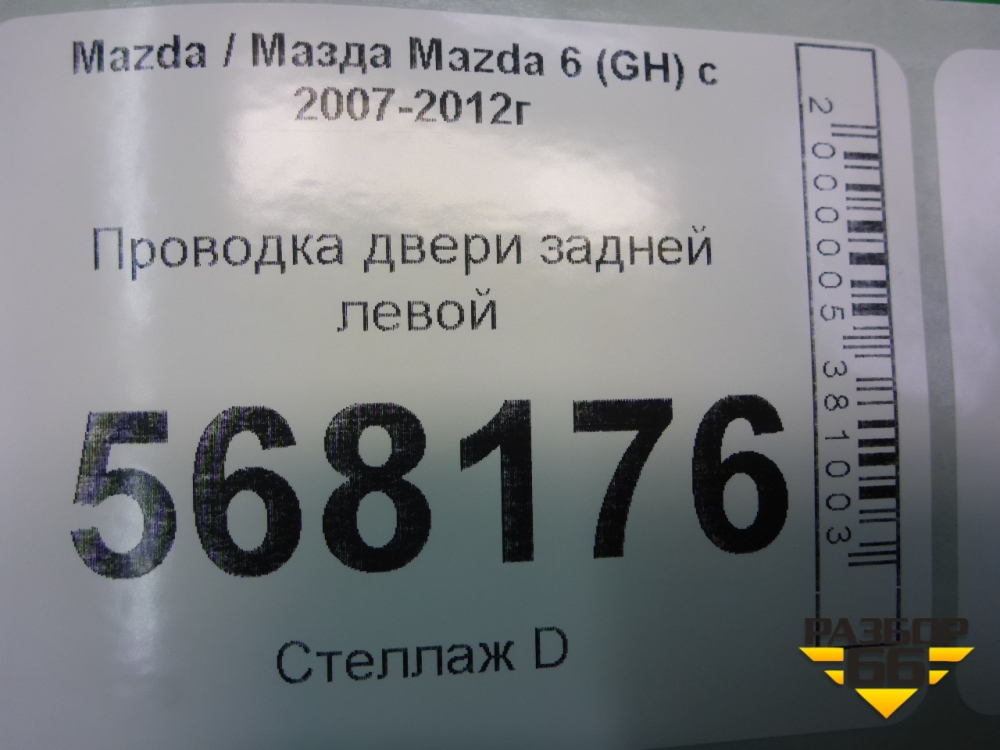 Mazda / Мазда Mazda 6 (GH) с
2007-2012г
Проводка двери задней
левой
568176
Стеллаж D
2000005381003
РАЗБОР
66